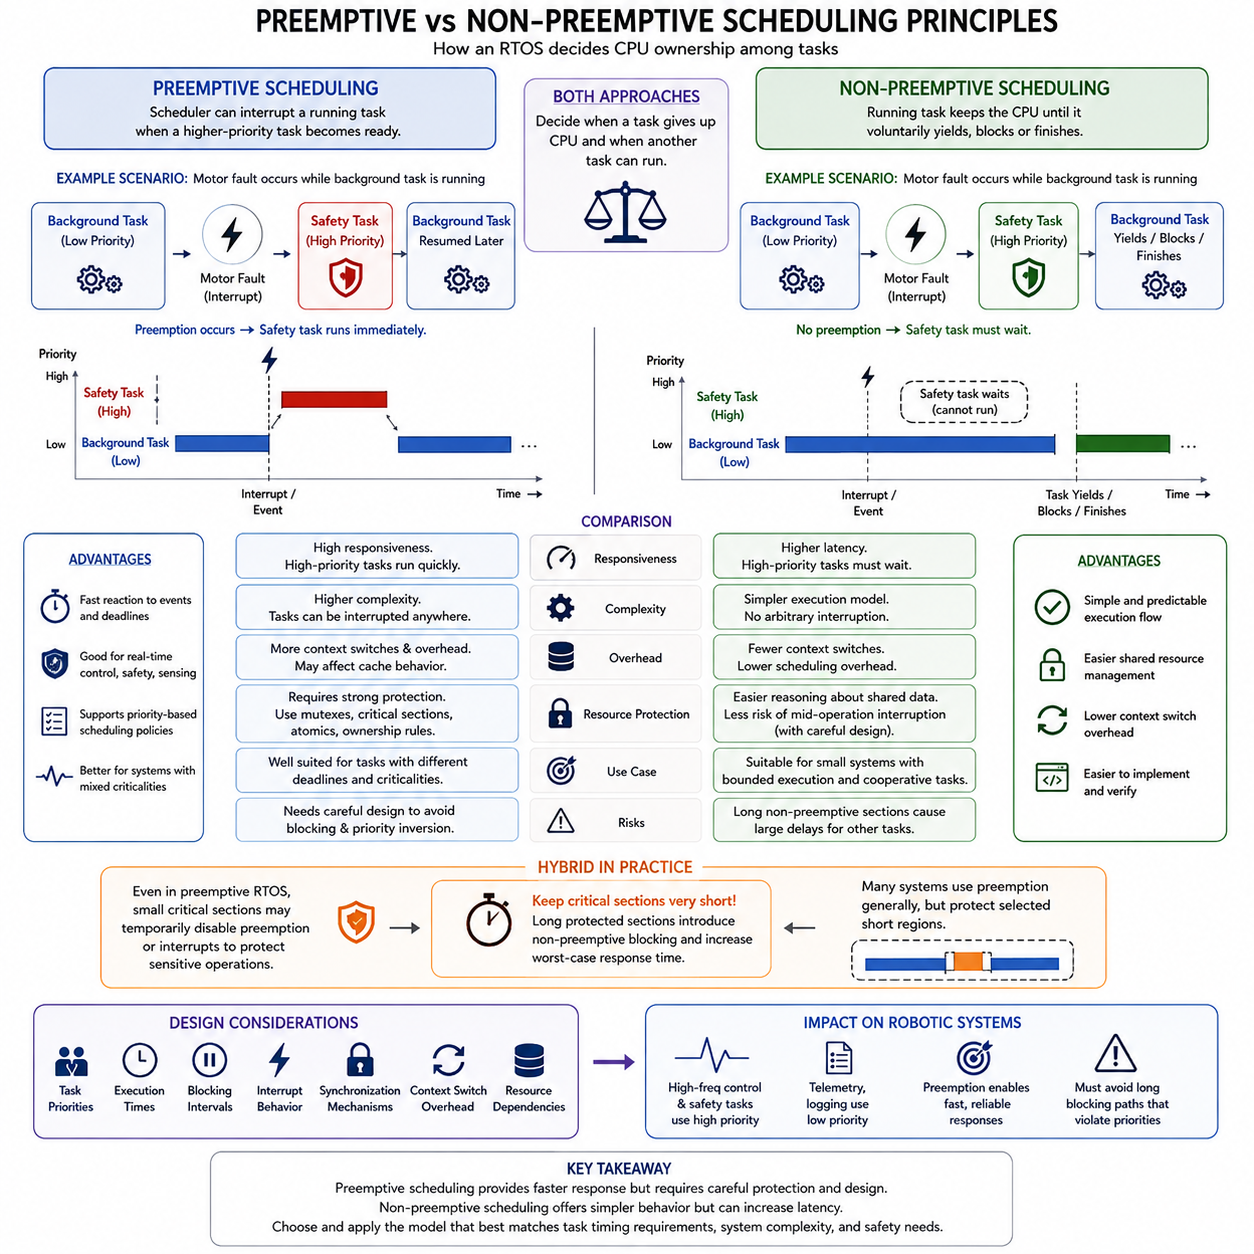 PREEMPTIVE vs NON-PREEMPTIVE SCHEDULING PRINCIPLES
How an RTOS decides CPU ownership among tasks
PREEMPTIVE SCHEDULING
Scheduler can interrupt a running task
when a higher-priority task becomes ready.
BOTH APPROACHES
Decide when a task gives up
CPU and when another
task can run.
NON-PREEMPTIVE SCHEDULING
Running task keeps the CPU until it
voluntarily yields, blocks or finishes.
EXAMPLE SCENARIO: Motor fault occurs while background task is running
Background Task
(Low Priority)
Motor Fault
(Interrupt)
Safety Task
(High Priority)
Background Task
Resumed Later
EXAMPLE SCENARIO: Motor fault occurs while background task is running
Background Task
(Low Priority)
Motor Fault
(Interrupt)
Safety Task
(High Priority)
Background Task
Yields / Blocks /
Finishes
Preemption occurs → Safety task runs immediately.
Priority
High
Safety Task
(High)
Low
Background Task
(Low)
...
Interrupt /
Event
Time →
No preemption → Safety task must wait.
Priority
High
Safety Task
(High)
Safety task waits
(cannot run)
Low
Background Task
(Low)
...
Interrupt /
Event
Task Yields /
Blocks / Finishes
Time →
COMPARISON
ADVANTAGES
Fast reaction to events
and deadlines
Good for real-time
control, safety, sensing
Supports priority-based
scheduling policies
Better for systems with
mixed criticalities
High responsiveness.
High-priority tasks run quickly.
Responsiveness
Higher latency.
High-priority tasks must wait.
Higher complexity.
Tasks can be interrupted anywhere.
Complexity
Simpler execution model.
No arbitrary interruption.
More context switches & overhead.
May affect cache behavior.
Overhead
Fewer context switches.
Lower scheduling overhead.
Requires strong protection.
Use mutexes, critical sections,
atomics, ownership rules.
Resource Protection
Easier reasoning about shared data.
Less risk of mid-operation interruption
(with careful design).
Well suited for tasks with different
deadlines and criticalities.
Use Case
Suitable for small systems with
bounded execution and cooperative tasks.
Needs careful design to avoid
blocking & priority inversion.
Risks
Long non-preemptive sections cause
large delays for other tasks.
ADVANTAGES
Simple and predictable
execution flow
Easier shared resource
management
Lower context switch
overhead
Easier to implement
and verify
HYBRID IN PRACTICE
Even in preemptive RTOS,
small critical sections may
temporarily disable preemption
or interrupts to protect
sensitive operations.
Keep critical sections very short!
Long protected sections introduce
non-preemptive blocking and increase
worst-case response time.
Many systems use preemption
generally, but protect selected
short regions.
DESIGN CONSIDERATIONS
Task
Priorities
Execution
Times
Blocking
Intervals
Interrupt
Behavior
Synchronization
Mechanisms
Context Switch
Overhead
Resource
Dependencies
IMPACT ON ROBOTIC SYSTEMS
High-freq control
& safety tasks
use high priority
Telemetry,
logging use
low priority
Preemption enables
fast, reliable
responses
Must avoid long
blocking paths that
violate priorities
KEY TAKEAWAY
Preemptive scheduling provides faster response but requires careful protection and design.
Non-preemptive scheduling offers simpler behavior but can increase latency.
Choose and apply the model that best matches task timing requirements, system complexity, and safety needs.